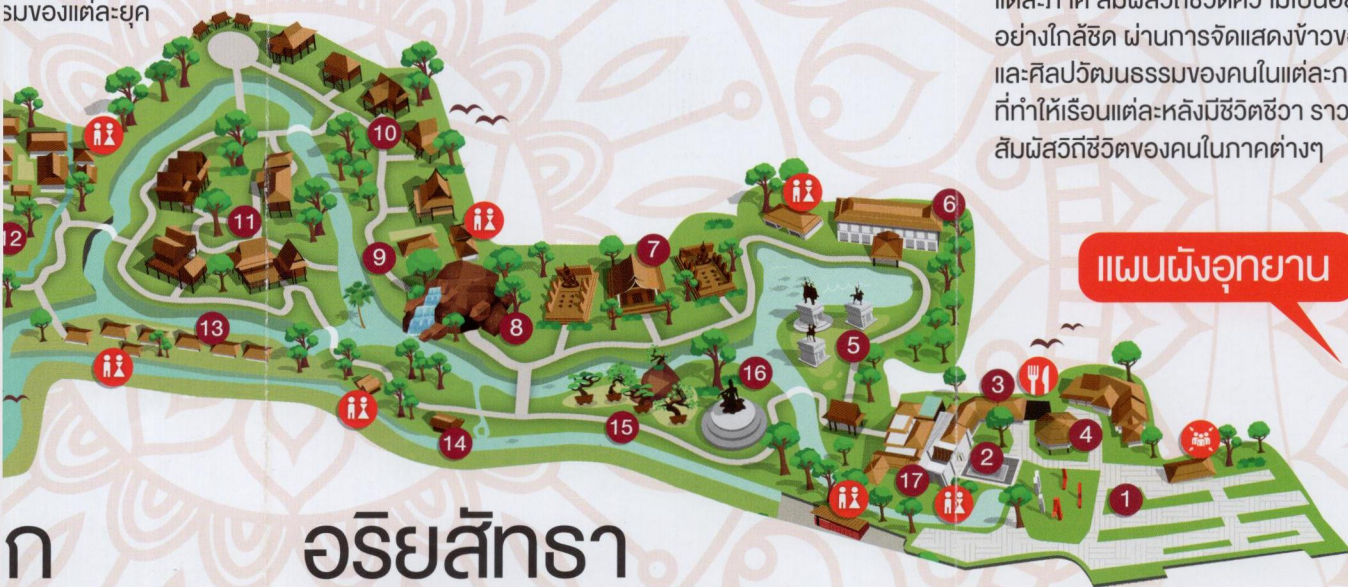 รมของแต่ละยุค
แต่ละภาค สัมผัสวิถีชีวิตความเป็นอยู่
อย่างใกล้ชิด ผ่านการจัดแสดงข้าวของ
และศิลปวัฒนธรรมของคนในแต่ละภ
ที่ทำให้เรือนแต่ละหลังมีชีวิตชีวา ราว
สัมผัสวิถีชีวิตของคนในภาคต่างๆ
แผนผังอุทยาน
10
6
11
12
9
7
8
13
5
16
3
4
15
14
2
17
1
ก
อริยสัทธา